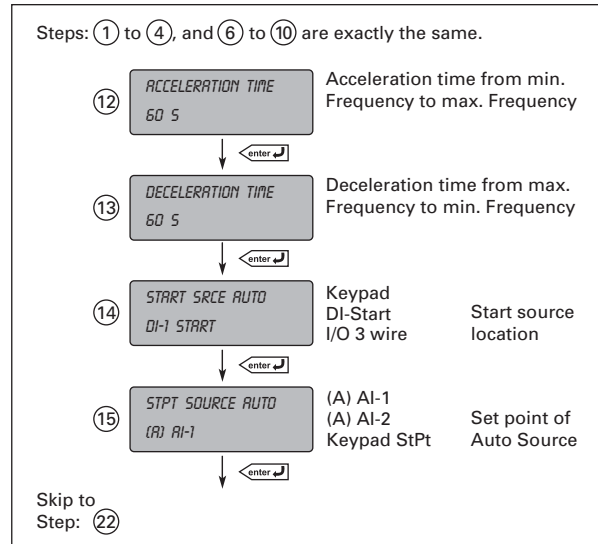 Steps: ① to ④, and ⑥ to ⑩ are exactly the same.
⑫
ACCELERATION TIME
60 S
Acceleration time from min.
Frequency to max. Frequency
enter
⑬
DECELERATION TIME
60 S
Deceleration time from max.
Frequency to min. Frequency
enter
⑭
START SRCE AUTO
DI-1 START
Keypad
DI-Start
I/O 3 wire
Start source
location
enter
⑮
STPT SOURCE AUTO
(A) AI-1
(A) AI-1
(A) AI-2
Keypad StPt
Set point of
Auto Source
enter
Skip to
Step: ㉒